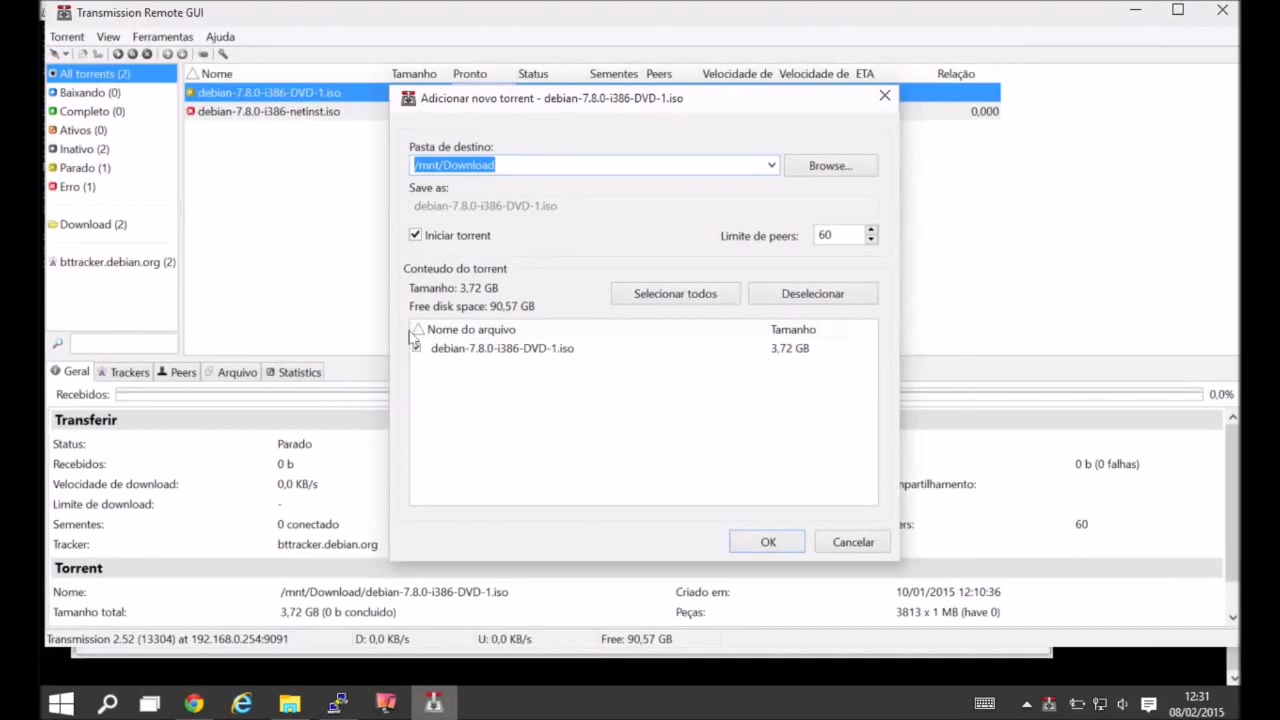 Transmission Remote GUI
Torrent View Ferramentas Ajuda
All torrents (2)
Baixando (0)
Completo (0)
Ativos (0)
Inativo (2)
Parado (1)
Erro (1)
Download (2)
bttracker.debian.org (2)
Nome Tamanho Pronto Status Sementes Peers Velocidade de Velocidade de ETA Relação
debian-7.8.0-i386-DVD-1.iso
debian-7.8.0-i386-netinst.iso 0,000
Adicionar novo torrent - debian-7.8.0-i386-DVD-1.iso
Pasta de destino:
/mnt/Download Browse...
Save as:
debian-7.8.0-i386-DVD-1.iso
Iniciar torrent Limite de peers: 60
Conteudo do torrent
Tamanho: 3,72 GB
Selecionar todos Deselecionar
Free disk space: 90,57 GB
Nome do arquivo Tamanho
debian-7.8.0-i386-DVD-1.iso 3,72 GB
OK Cancelar
Geral Trackers Peers Arquivo Statistics
Recebidos: 0,0%
Transferir
Status: Parado
Recebidos: 0 b 0 b (0 falhas)
Velocidade de download: 0,0 KB/s npartilhamento:
Limite de download: -
Sementes: 0 conectado ers: 60
Tracker: bttracker.debian.org
Torrent
Nome: /mnt/Download/debian-7.8.0-i386-DVD-1.iso Criado em: 10/01/2015 12:10:36
Tamanho total: 3,72 GB (0 b concluido) Peças: 3813 x 1 MB (have 0)
Transmission 2.52 (13304) at 192.168.0.254:9091 D: 0,0 KB/s U: 0,0 KB/s Free: 90,57 GB
12:31
08/02/2015